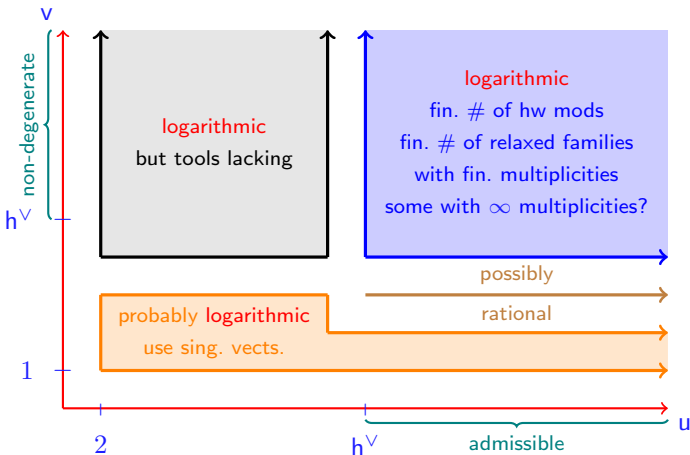 v
non-degenerate
logarithmic
but tools lacking
logarithmic
fin. # of hw mods
fin. # of relaxed families
with fin. multiplicities
some with ∞ multiplicities?
h∨
possibly
rational
probably logarithmic
use sing. vects.
1
u
2
h∨
admissible